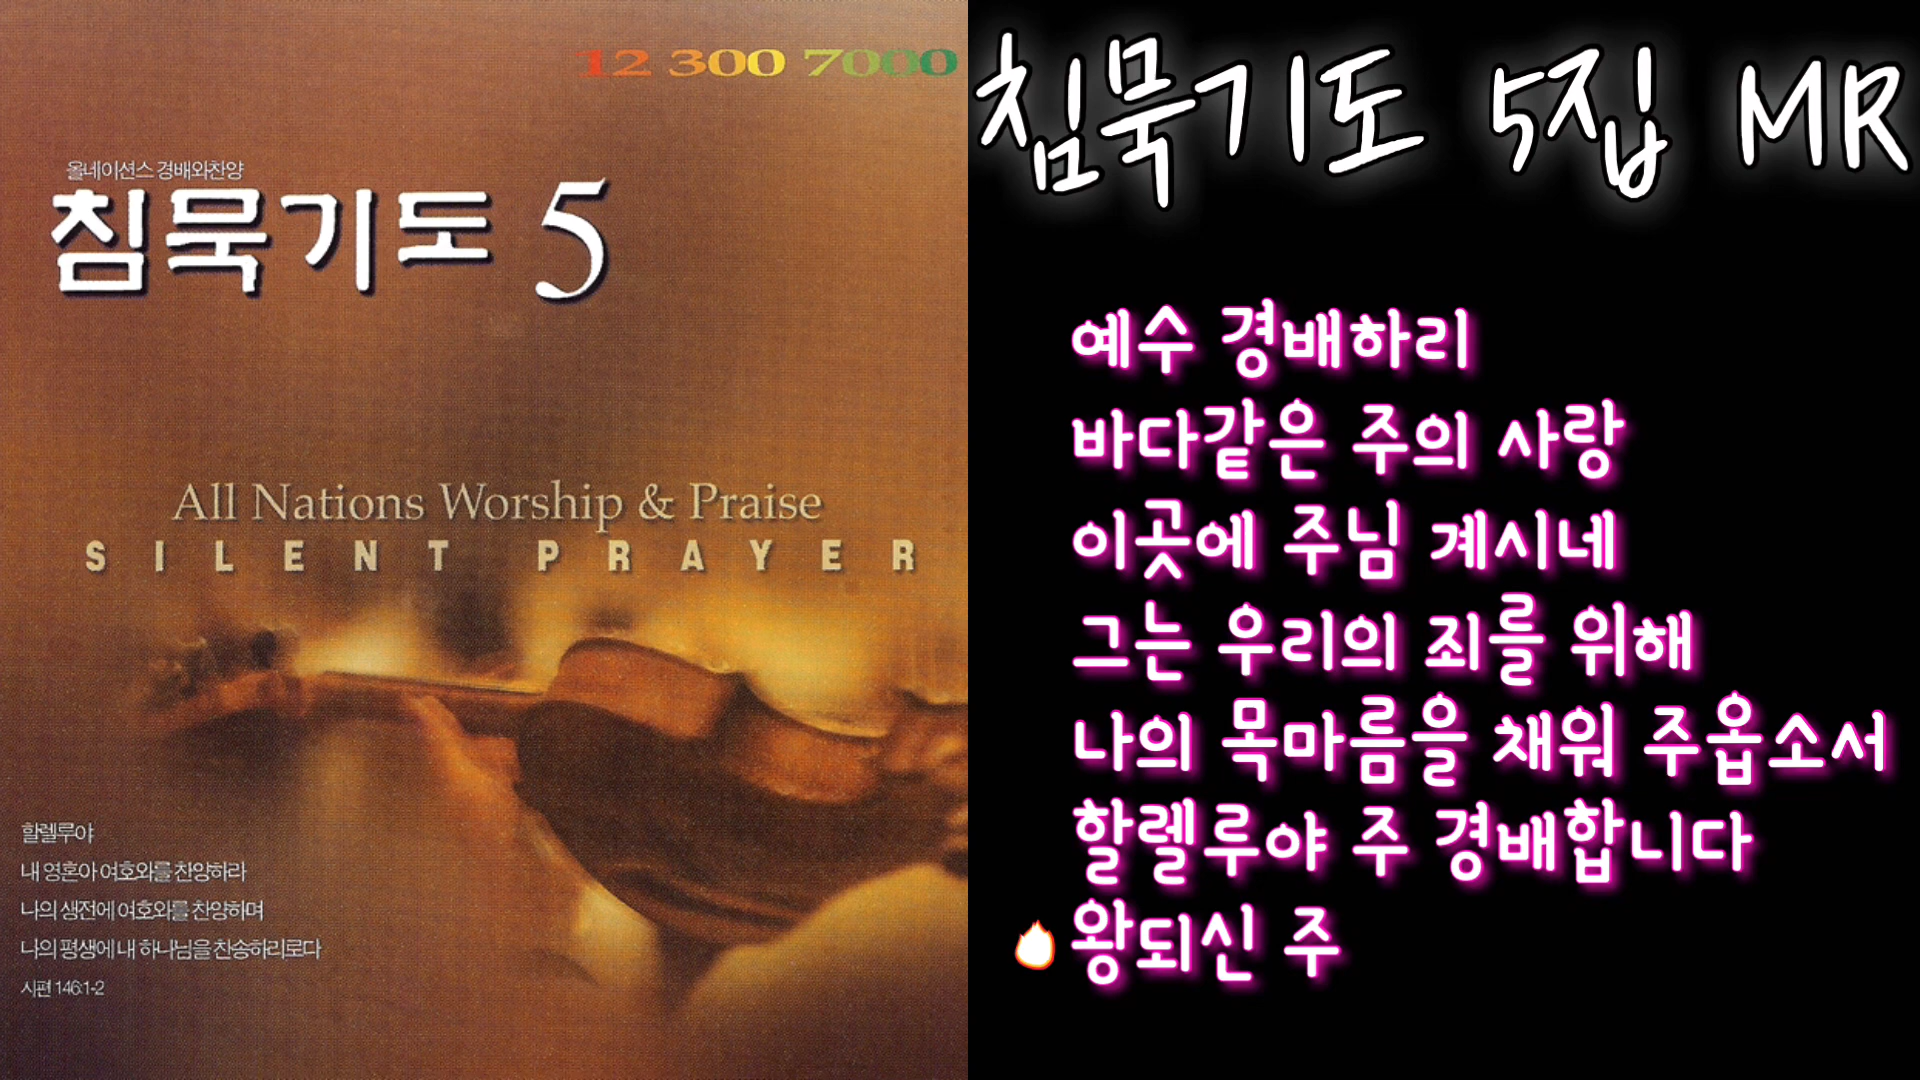 12 300 7000
올네이션스 경배와찬양
침묵기도 5
All Nations Worship & Praise
SILENT PRAYER
할렐루야
내 영혼아 여호와를 찬양하라
나의 생전에 여호와를 찬양하며
나의 평생에 내 하나님을 찬송하리로다
시편 146:1-2
침묵기도 5집 MR
예수 경배하리
바다같은 주의 사랑
이곳에 주님 계시네
그는 우리의 죄를 위해
나의 목마름을 채워 주옵소서
할렐루야 주 경배합니다
왕되신 주